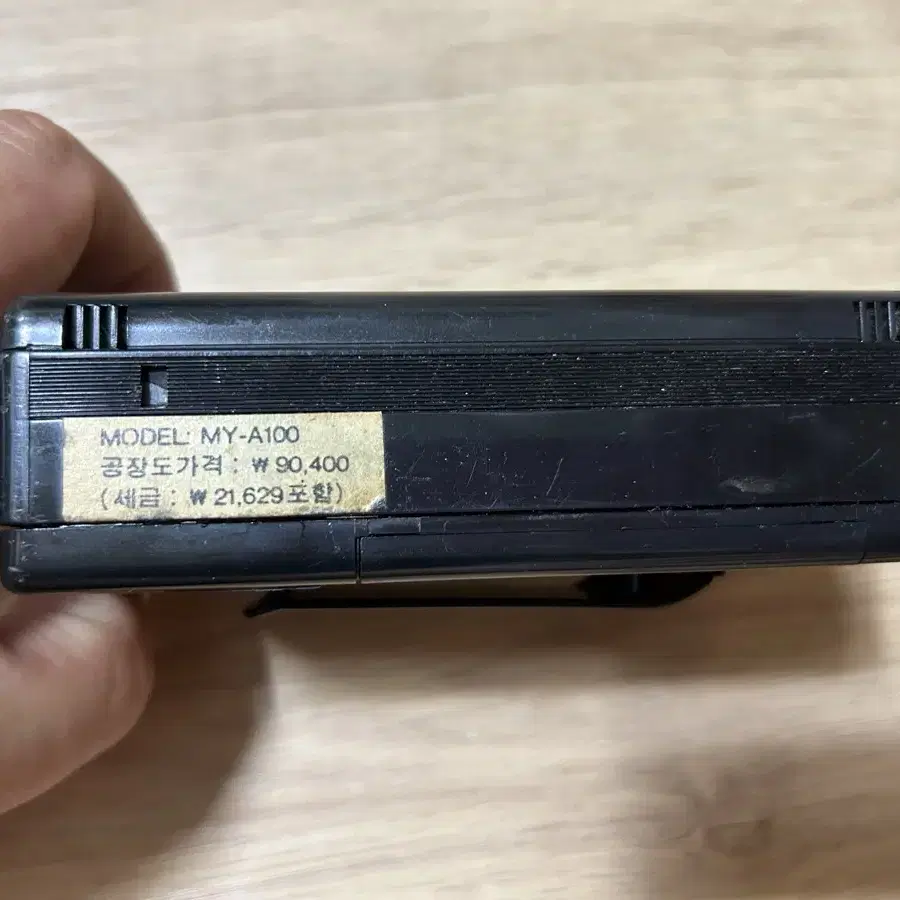 MODEL: MY-A100
공장도가격 : ₩ 90,400
(세금 : ₩ 21,629포함)